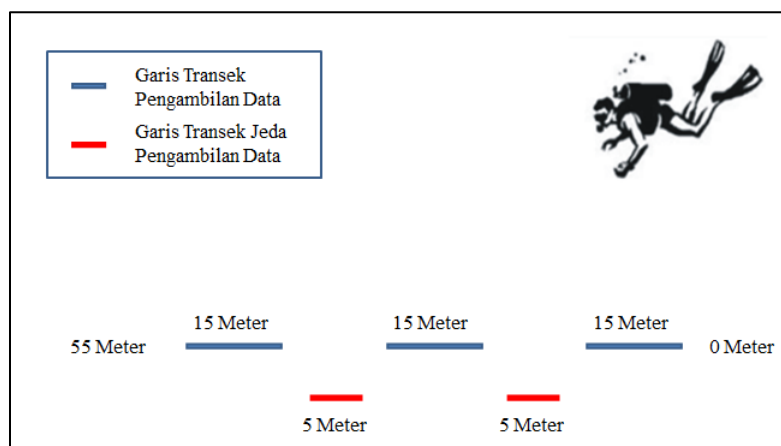 Garis Transek
Pengambilan Data
Garis Transek Jeda
Pengambilan Data
15 Meter 15 Meter 15 Meter
55 Meter 0 Meter
5 Meter 5 Meter